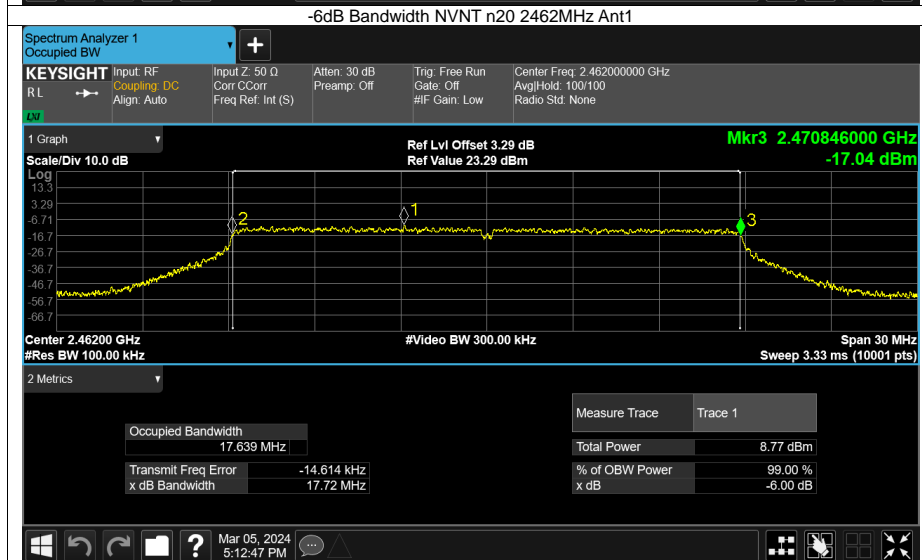 -6dB Bandwidth NVNT n20 2462MHz Ant1
Spectrum Analyzer 1
Occupied BW
KEYSIGHT
RL
LXI
Input: RF
Coupling: DC
Align: Auto
Input Z: 50 Ω
Corr CCorr
Freq Ref: Int (S)
Atten: 30 dB
Preamp: Off
Trig: Free Run
Gate: Off
#IF Gain: Low
Center Freq: 2.462000000 GHz
Avg|Hold: 100/100
Radio Std: None
1 Graph
Scale/Div 10.0 dB
Ref Lvl Offset 3.29 dB
Ref Value 23.29 dBm
Mkr3 2.470846000 GHz
-17.04 dBm
Log
13.3
3.29
-6.71
-16.7
-26.7
-36.7
-46.7
-56.7
-66.7
2
1
3
Center 2.46200 GHz
#Res BW 100.00 kHz
#Video BW 300.00 kHz
Span 30 MHz
Sweep 3.33 ms (10001 pts)
2 Metrics
Occupied Bandwidth
17.639 MHz
Transmit Freq Error -14.614 kHz
x dB Bandwidth 17.72 MHz
Measure Trace Trace 1
Total Power 8.77 dBm
% of OBW Power 99.00 %
x dB -6.00 dB
?
Mar 05, 2024
5:12:47 PM